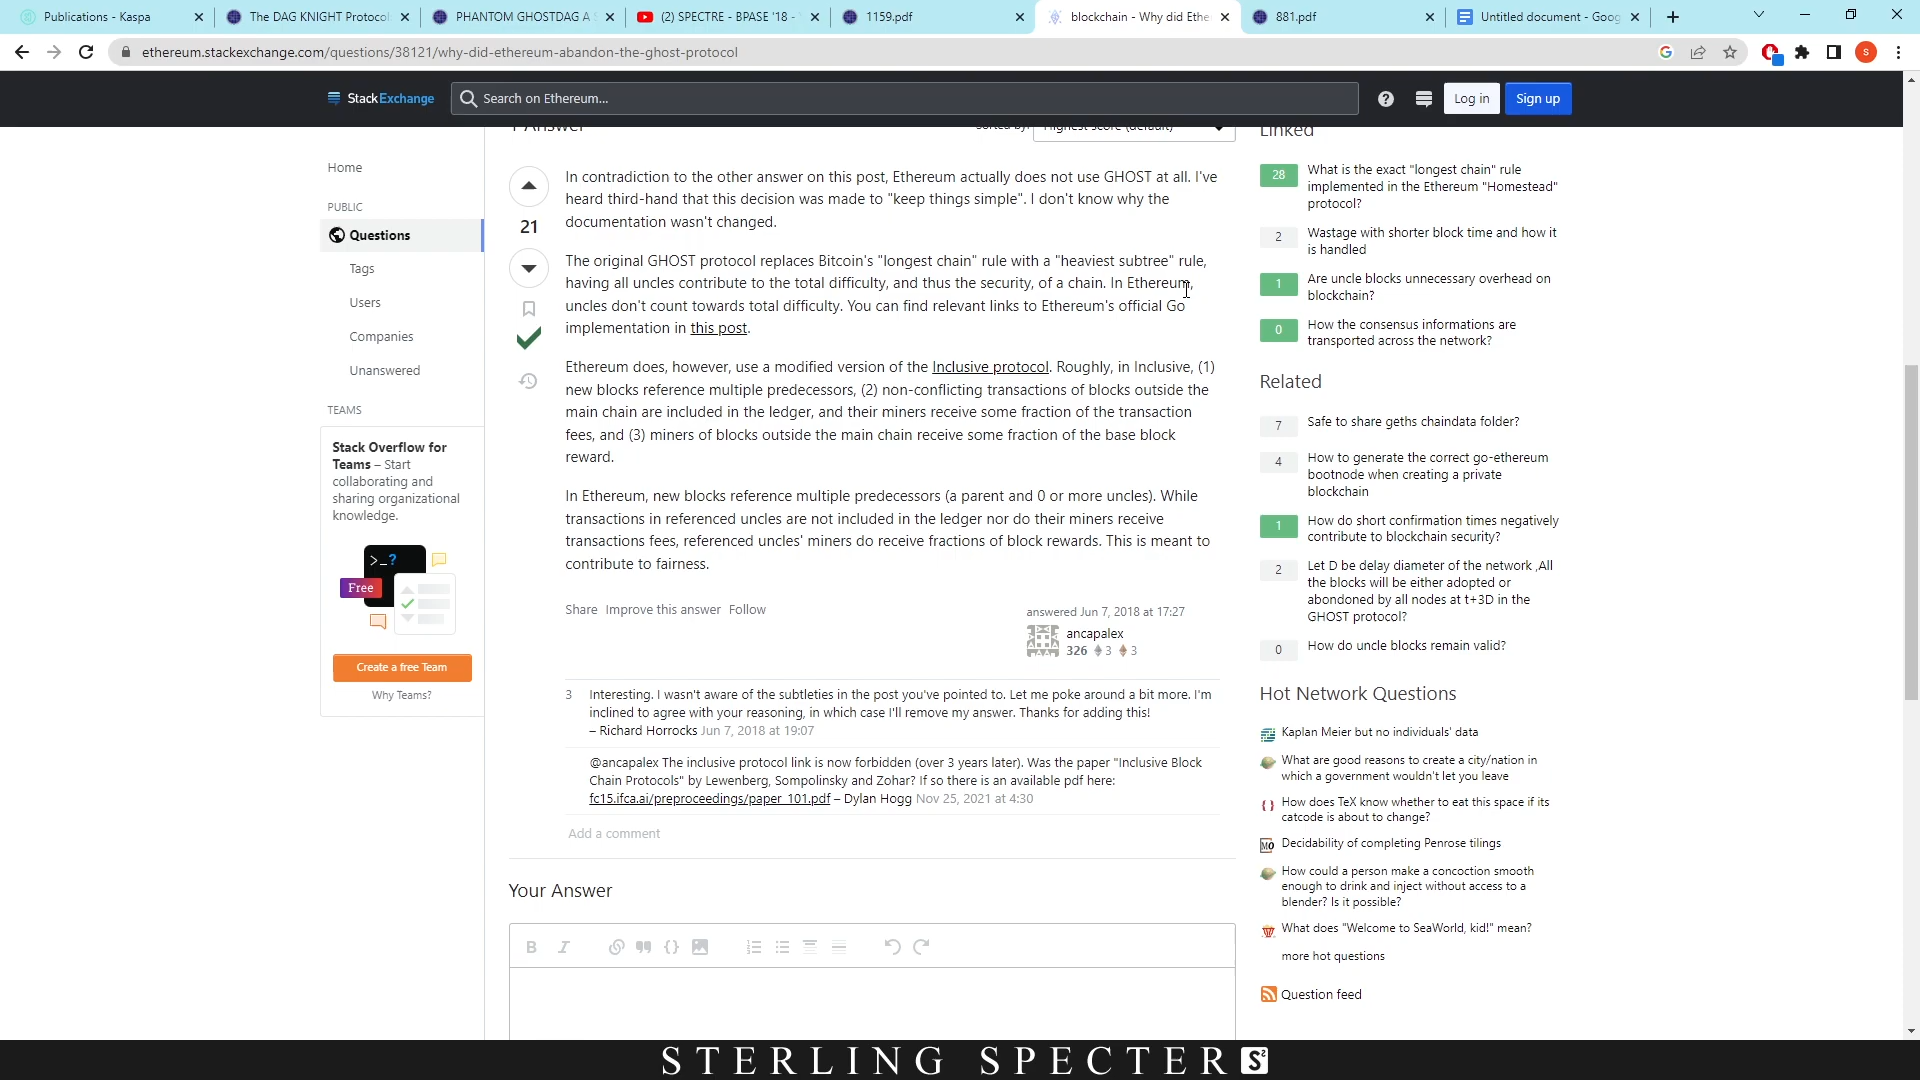 Publications - Kaspa
The DAG KNIGHT Protocol
PHANTOM GHOSTDAG A S
(2) SPECTRE - BPASE '18 -
1159.pdf
blockchain - Why did Ether
881.pdf
Untitled document - Goog
ethereum.stackexchange.com/questions/38121/why-did-ethereum-abandon-the-ghost-protocol
S
StackExchange
Search on Ethereum...
Log in
Sign up
Home
PUBLIC
Questions
Tags
Users
Companies
Unanswered
TEAMS
Stack Overflow for
Teams – Start
collaborating and
sharing organizational
knowledge.
>_?
Free
Create a free Team
Why Teams?
1 Answer
Sorted by:
Highest score (default)
21
In contradiction to the other answer on this post, Ethereum actually does not use GHOST at all. I've
heard third-hand that this decision was made to "keep things simple". I don't know why the
documentation wasn't changed.
The original GHOST protocol replaces Bitcoin's "longest chain" rule with a "heaviest subtree" rule,
having all uncles contribute to the total difficulty, and thus the security, of a chain. In Ethereum,
uncles don't count towards total difficulty. You can find relevant links to Ethereum's official Go
implementation in this post.
Ethereum does, however, use a modified version of the Inclusive protocol. Roughly, in Inclusive, (1)
new blocks reference multiple predecessors, (2) non-conflicting transactions of blocks outside the
main chain are included in the ledger, and their miners receive some fraction of the transaction
fees, and (3) miners of blocks outside the main chain receive some fraction of the base block
reward.
In Ethereum, new blocks reference multiple predecessors (a parent and 0 or more uncles). While
transactions in referenced uncles are not included in the ledger nor do their miners receive
transactions fees, referenced uncles' miners do receive fractions of block rewards. This is meant to
contribute to fairness.
Share Improve this answer Follow
answered Jun 7, 2018 at 17:27
ancapalex
326 3 3
3 Interesting. I wasn't aware of the subtleties in the post you've pointed to. Let me poke around a bit more. I'm
inclined to agree with your reasoning, in which case I'll remove my answer. Thanks for adding this!
– Richard Horrocks Jun 7, 2018 at 19:07
@ancapalex The inclusive protocol link is now forbidden (over 3 years later). Was the paper "Inclusive Block
Chain Protocols" by Lewenberg, Sompolinsky and Zohar? If so there is an available pdf here:
fc15.ifca.ai/preproceedings/paper_101.pdf – Dylan Hogg Nov 25, 2021 at 4:30
Add a comment
Your Answer
B I
Linked
28 What is the exact "longest chain" rule
implemented in the Ethereum "Homestead"
protocol?
2 Wastage with shorter block time and how it
is handled
1 Are uncle blocks unnecessary overhead on
blockchain?
0 How the consensus informations are
transported across the network?
Related
7 Safe to share geths chaindata folder?
4 How to generate the correct go-ethereum
bootnode when creating a private
blockchain
1 How do short confirmation times negatively
contribute to blockchain security?
2 Let D be delay diameter of the network ,All
the blocks will be either adopted or
abondoned by all nodes at t+3D in the
GHOST protocol?
0 How do uncle blocks remain valid?
Hot Network Questions
Kaplan Meier but no individuals' data
What are good reasons to create a city/nation in
which a government wouldn't let you leave
How does TeX know whether to eat this space if its
catcode is about to change?
MO Decidability of completing Penrose tilings
How could a person make a concoction smooth
enough to drink and inject without access to a
blender? Is it possible?
What does "Welcome to SeaWorld, kid!" mean?
more hot questions
Question feed
STERLING SPECTER S²